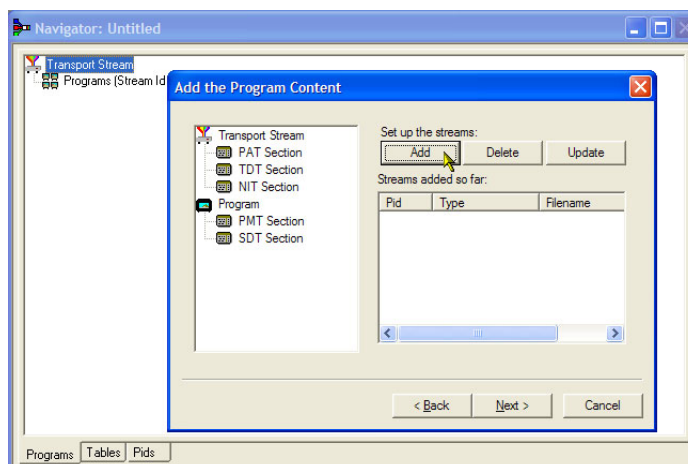 Navigator: Untitled
Transport Stream
Programs (Stream Id
Add the Program Content
Transport Stream
PAT Section
TDT Section
NIT Section
Program
PMT Section
SDT Section
Set up the streams:
Add Delete Update
Streams added so far:
Pid Type Filename
< Back Next > Cancel
Programs Tables Pids